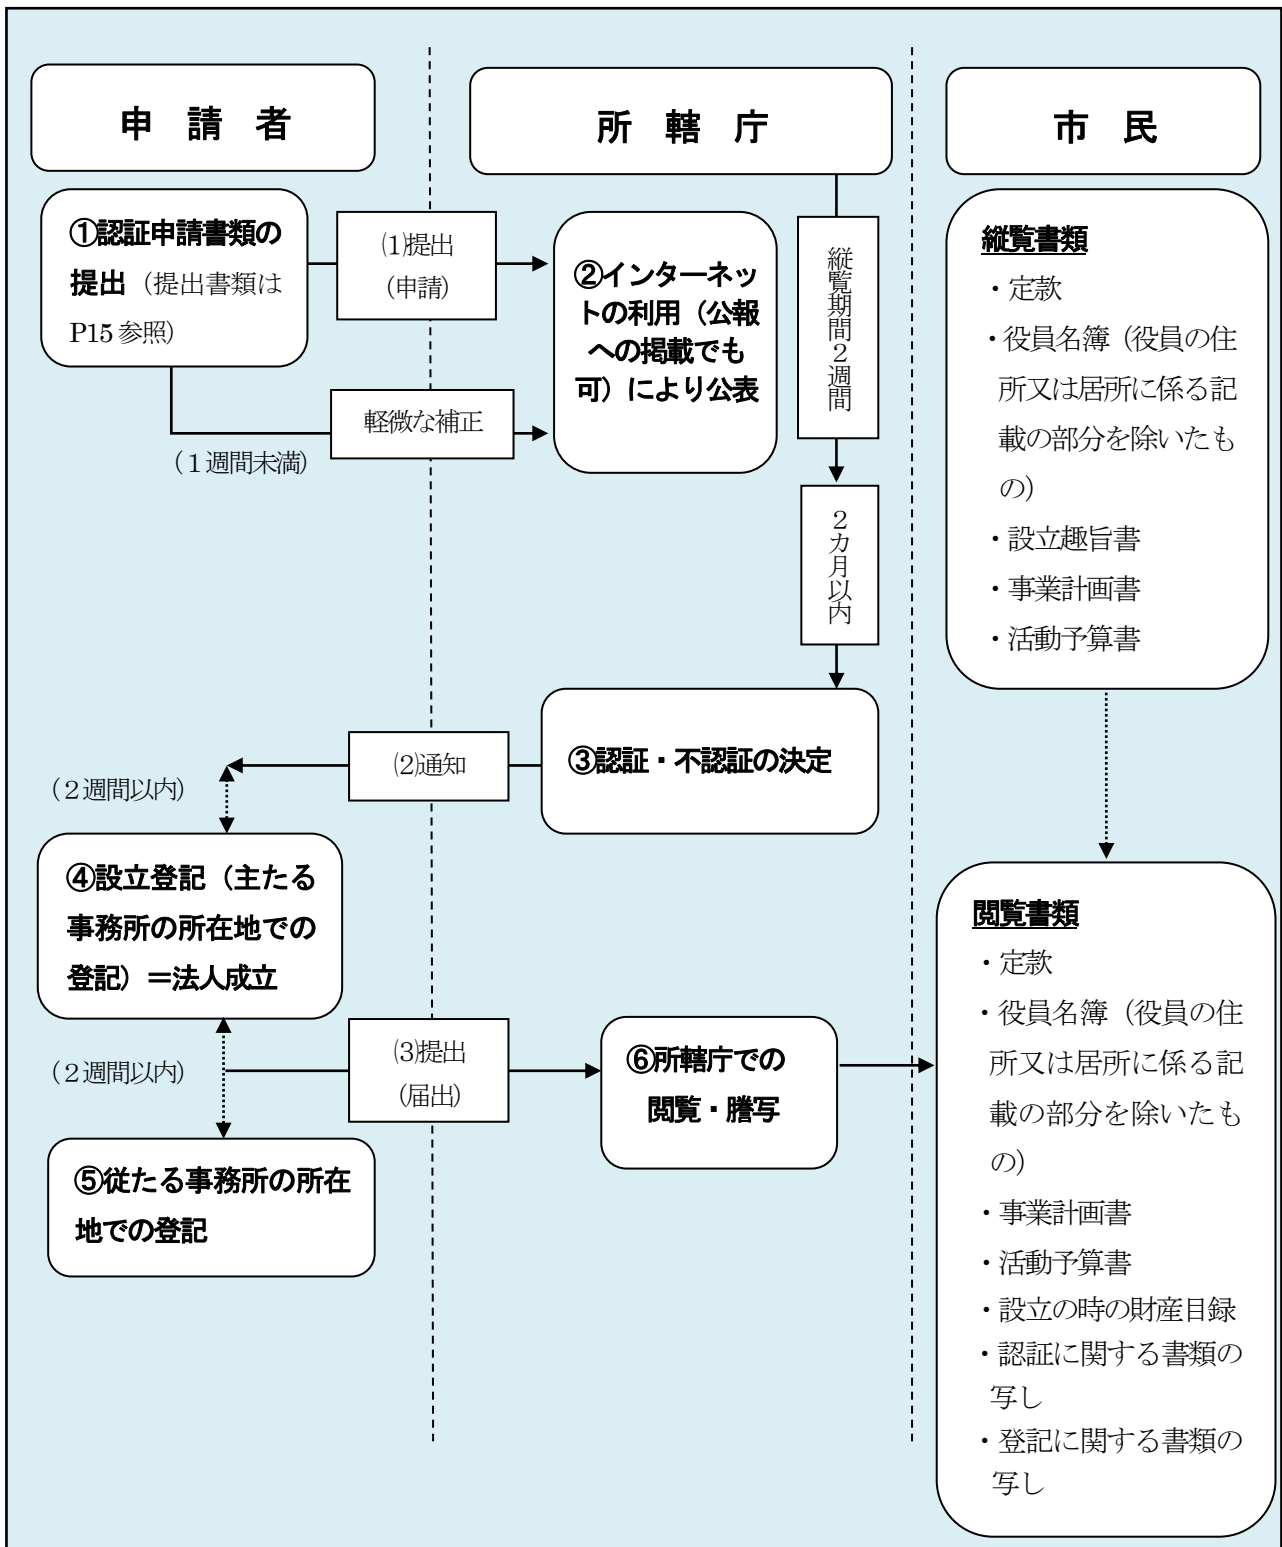 申　請　者
所　轄　庁
市　民
①認証申請書類の
提出（提出書類は
P15 参照）
(1)提出
(申請)
軽微な補正
（１週間未満）
②インターネッ
トの利用（公報
への掲載でも
可）により公表
縦覧期間２週間
２カ月以内
縦覧書類
・定款
・役員名簿（役員の住
所又は居所に係る記
載の部分を除いたも
の）
・設立趣旨書
・事業計画書
・活動予算書
③認証・不認証の決定
(2)通知
（２週間以内）
④設立登記（主たる
事務所の所在地での
登記）＝法人成立
（２週間以内）
(3)提出
(届出)
⑤従たる事務所の所在
地での登記
⑥所轄庁での
閲覧・謄写
閲覧書類
・定款
・役員名簿（役員の住
所又は居所に係る記
載の部分を除いたも
の）
・事業計画書
・活動予算書
・設立の時の財産目録
・認証に関する書類の
写し
・登記に関する書類の
写し